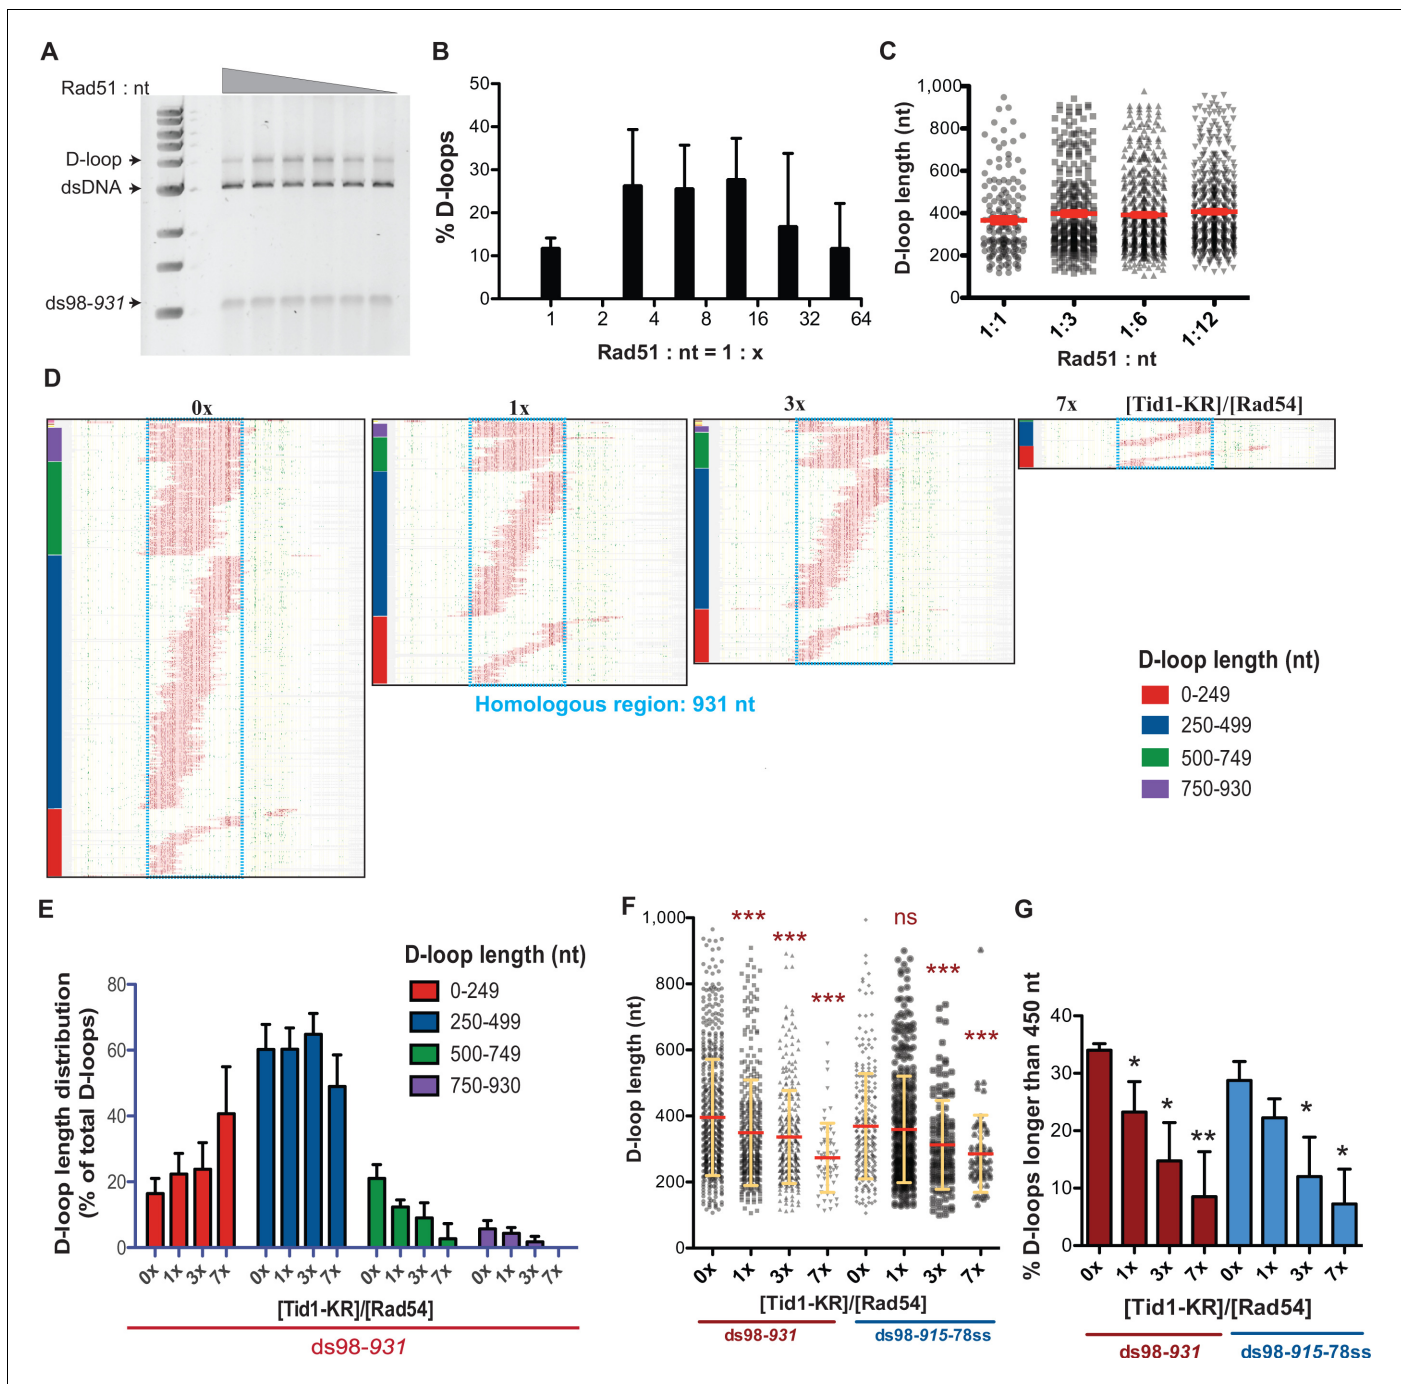 A
Rad51 : nt
D-loop
dsDNA
ds98-931
B
% D-loops
50
40
30
20
10
0
1 2 4 8 16 32 64
Rad51 : nt = 1 : x
C
D-loop length (nt)
1,000
800
600
400
200
0
1:1 1:3 1:6 1:12
Rad51 : nt
D
0x 1x 3x 7x [Tid1-KR]/[Rad54]
Homologous region: 931 nt
D-loop length (nt)
0-249
250-499
500-749
750-930
E
D-loop length distribution
(% of total D-loops)
80
60
40
20
0
D-loop length (nt)
0-249
250-499
500-749
750-930
0x 1x 3x 7x 0x 1x 3x 7x 0x 1x 3x 7x 0x 1x 3x 7x
[Tid1-KR]/[Rad54]
ds98-931
F
D-loop length (nt)
1,000
800
600
400
200
0
*** *** *** ns *** ***
0x 1x 3x 7x 0x 1x 3x 7x
[Tid1-KR]/[Rad54]
ds98-931 ds98-915-78ss
G
% D-loops longer than 450 nt
40
30
20
10
0
* * ** * *
0x 1x 3x 7x 0x 1x 3x 7x
[Tid1-KR]/[Rad54]
ds98-931 ds98-915-78ss